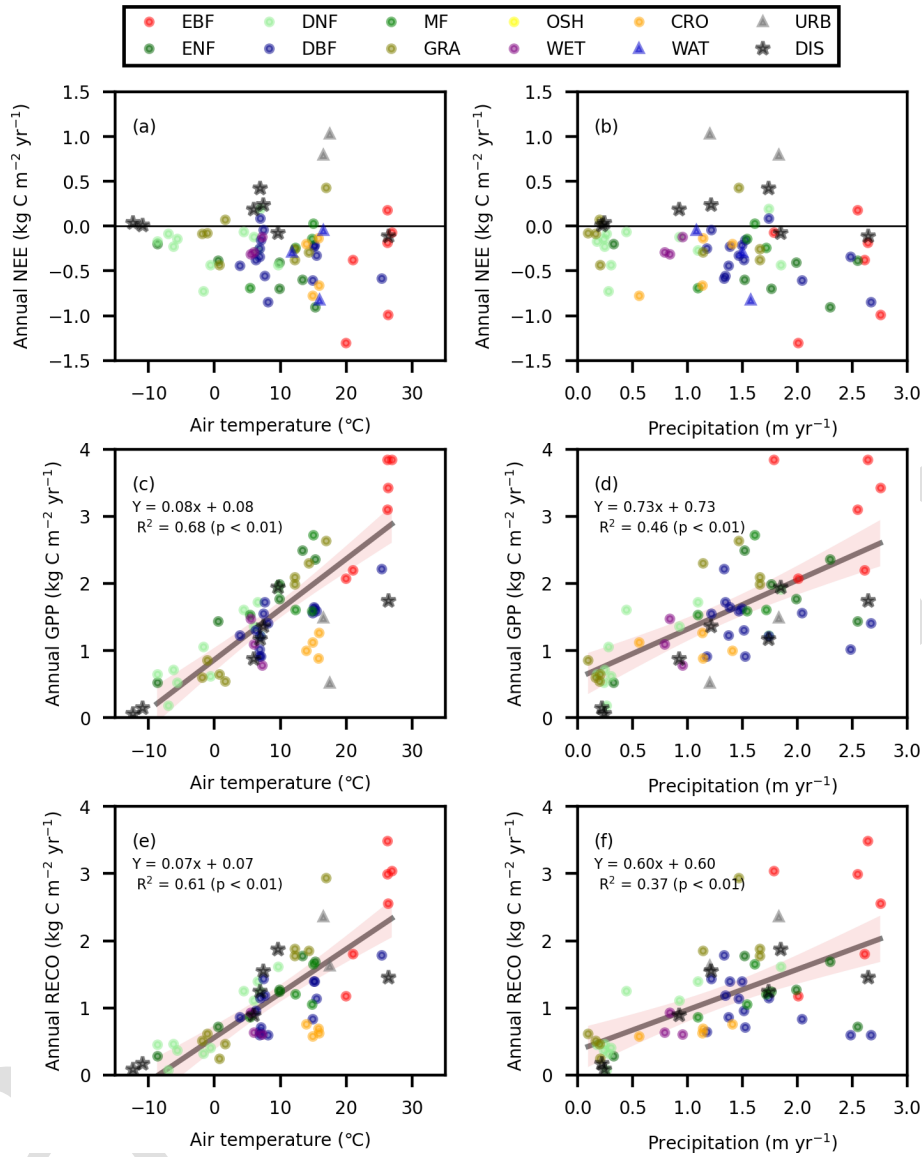 EBF DNF MF OSH CRO URB
ENF DBF GRA WET WAT DIS
1.5
1.0
0.5
0.0
−0.5
−1.0
−1.5
Annual NEE (kg C m⁻² yr⁻¹)
(a)
−10 0 10 20 30
Air temperature (℃)
1.5
1.0
0.5
0.0
−0.5
−1.0
−1.5
Annual NEE (kg C m⁻² yr⁻¹)
(b)
0.0 0.5 1.0 1.5 2.0 2.5 3.0
Precipitation (m yr⁻¹)
4
3
2
1
0
Annual GPP (kg C m⁻² yr⁻¹)
(c)
Y = 0.08x + 0.08
R² = 0.68 (p < 0.01)
−10 0 10 20 30
Air temperature (℃)
4
3
2
1
0
Annual GPP (kg C m⁻² yr⁻¹)
(d)
Y = 0.73x + 0.73
R² = 0.46 (p < 0.01)
0.0 0.5 1.0 1.5 2.0 2.5 3.0
Precipitation (m yr⁻¹)
4
3
2
1
0
Annual RECO (kg C m⁻² yr⁻¹)
(e)
Y = 0.07x + 0.07
R² = 0.61 (p < 0.01)
−10 0 10 20 30
Air temperature (℃)
4
3
2
1
0
Annual RECO (kg C m⁻² yr⁻¹)
(f)
Y = 0.60x + 0.60
R² = 0.37 (p < 0.01)
0.0 0.5 1.0 1.5 2.0 2.5 3.0
Precipitation (m yr⁻¹)